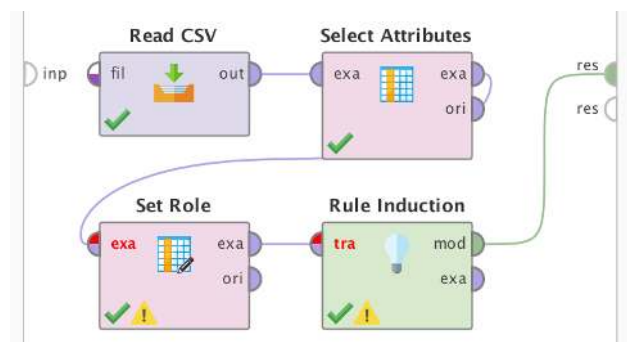 Read CSV Select Attributes
inp fil out exa exa res
ori res
Set Role Rule Induction
exa exa tra mod
ori exa